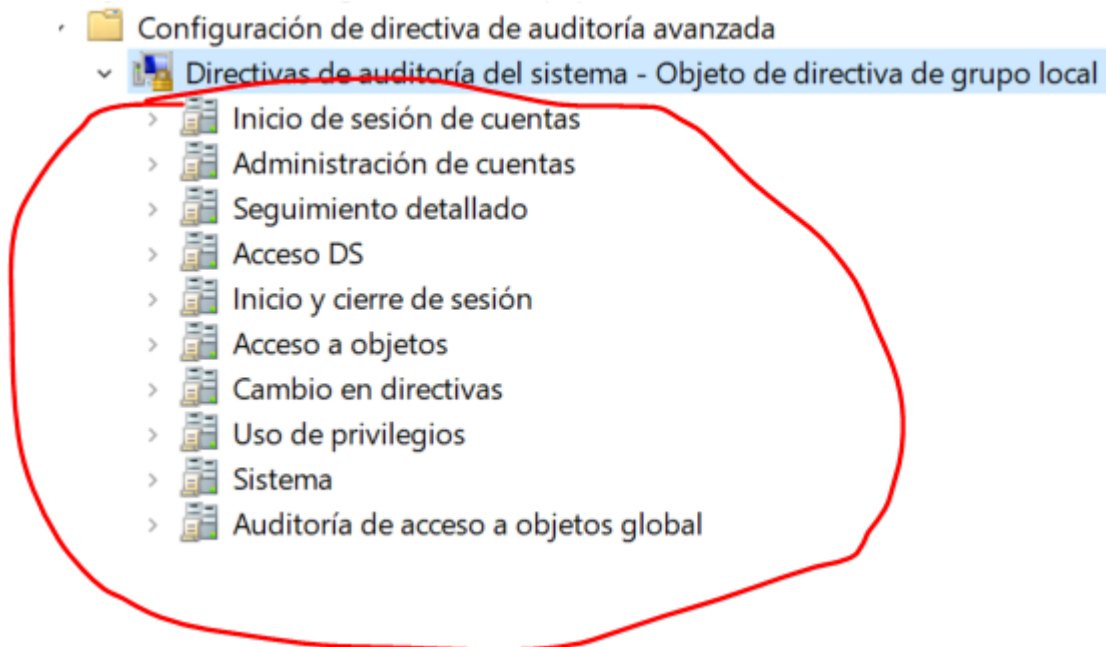 Configuración de directiva de auditoría avanzada
Directivas de auditoría del sistema - Objeto de directiva de grupo local
Inicio de sesión de cuentas
Administración de cuentas
Seguimiento detallado
Acceso DS
Inicio y cierre de sesión
Acceso a objetos
Cambio en directivas
Uso de privilegios
Sistema
Auditoría de acceso a objetos global